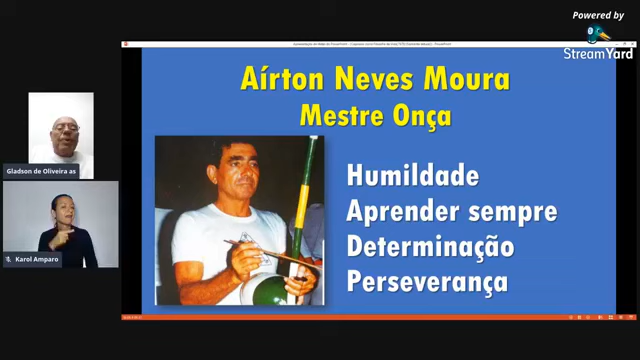 Powered by
StreamYard
Aírton Neves Moura
Mestre Onça
Humildade
Aprender sempre
Determinação
Perseverança
Gladson de Oliveira as
Karol Amparo